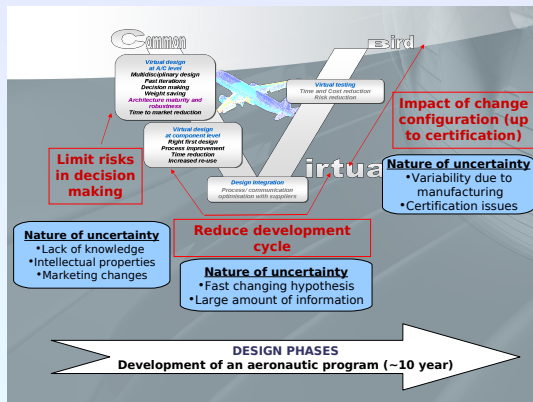 Common
Bird
Virtual design
at A/C level
Multidisciplinary design
Fast iterations
Decision making
Weight saving
Architecture maturity and
robustness
Time to market reduction
Virtual testing
Time and Cost reduction
Risk reduction
Virtual design
at component level
Right first design
Process improvement
Time reduction
Increased re-use
irtual
Design integration
Process/ communication
optimisation with suppliers
Limit risks
in decision
making
Reduce development
cycle
Impact of change
configuration (up
to certification)
Nature of uncertainty
•Lack of knowledge
•Intellectual properties
•Marketing changes
Nature of uncertainty
•Fast changing hypothesis
•Large amount of information
Nature of uncertainty
•Variability due to
manufacturing
•Certification issues
DESIGN PHASES
Development of an aeronautic program (~10 year)